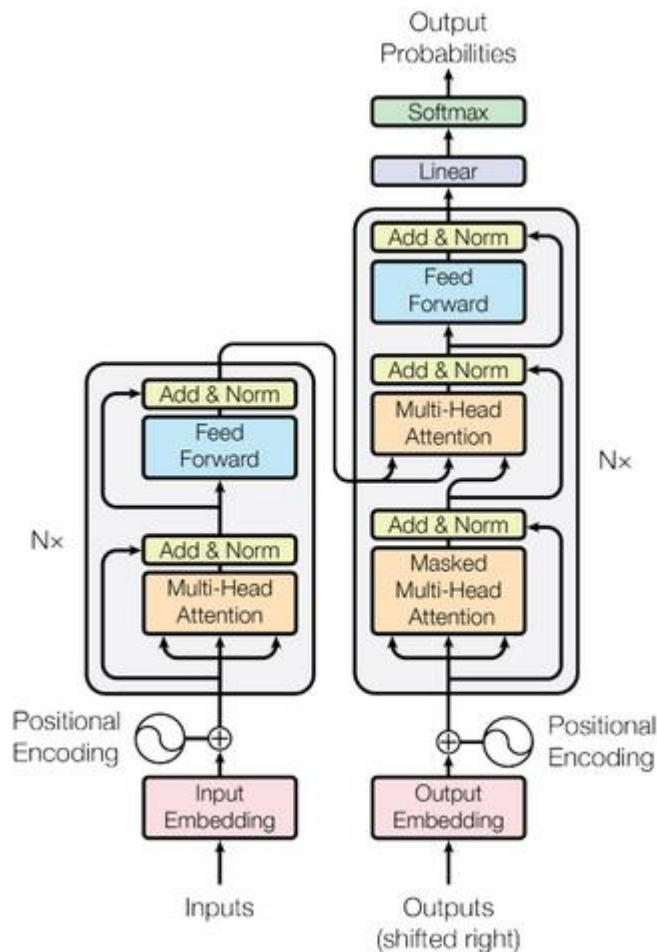 Output
Probabilities
Softmax
Linear
Add & Norm
Feed
Forward
Add & Norm
Multi-Head
Attention
Add & Norm
Masked
Multi-Head
Attention
N×
Positional
Encoding
Output
Embedding
Outputs
(shifted right)
Add & Norm
Feed
Forward
Add & Norm
Multi-Head
Attention
N×
Positional
Encoding
Input
Embedding
Inputs